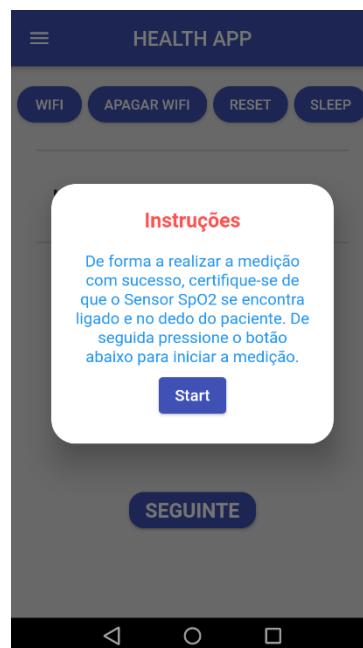 HEALTH APP
WIFI APAGAR WIFI RESET SLEEP
Instruções
De forma a realizar a medição
com sucesso, certifique-se de
que o Sensor SpO2 se encontra
ligado e no dedo do paciente. De
seguida pressione o botão
abaixo para iniciar a medição.
Start
SEGUINTE